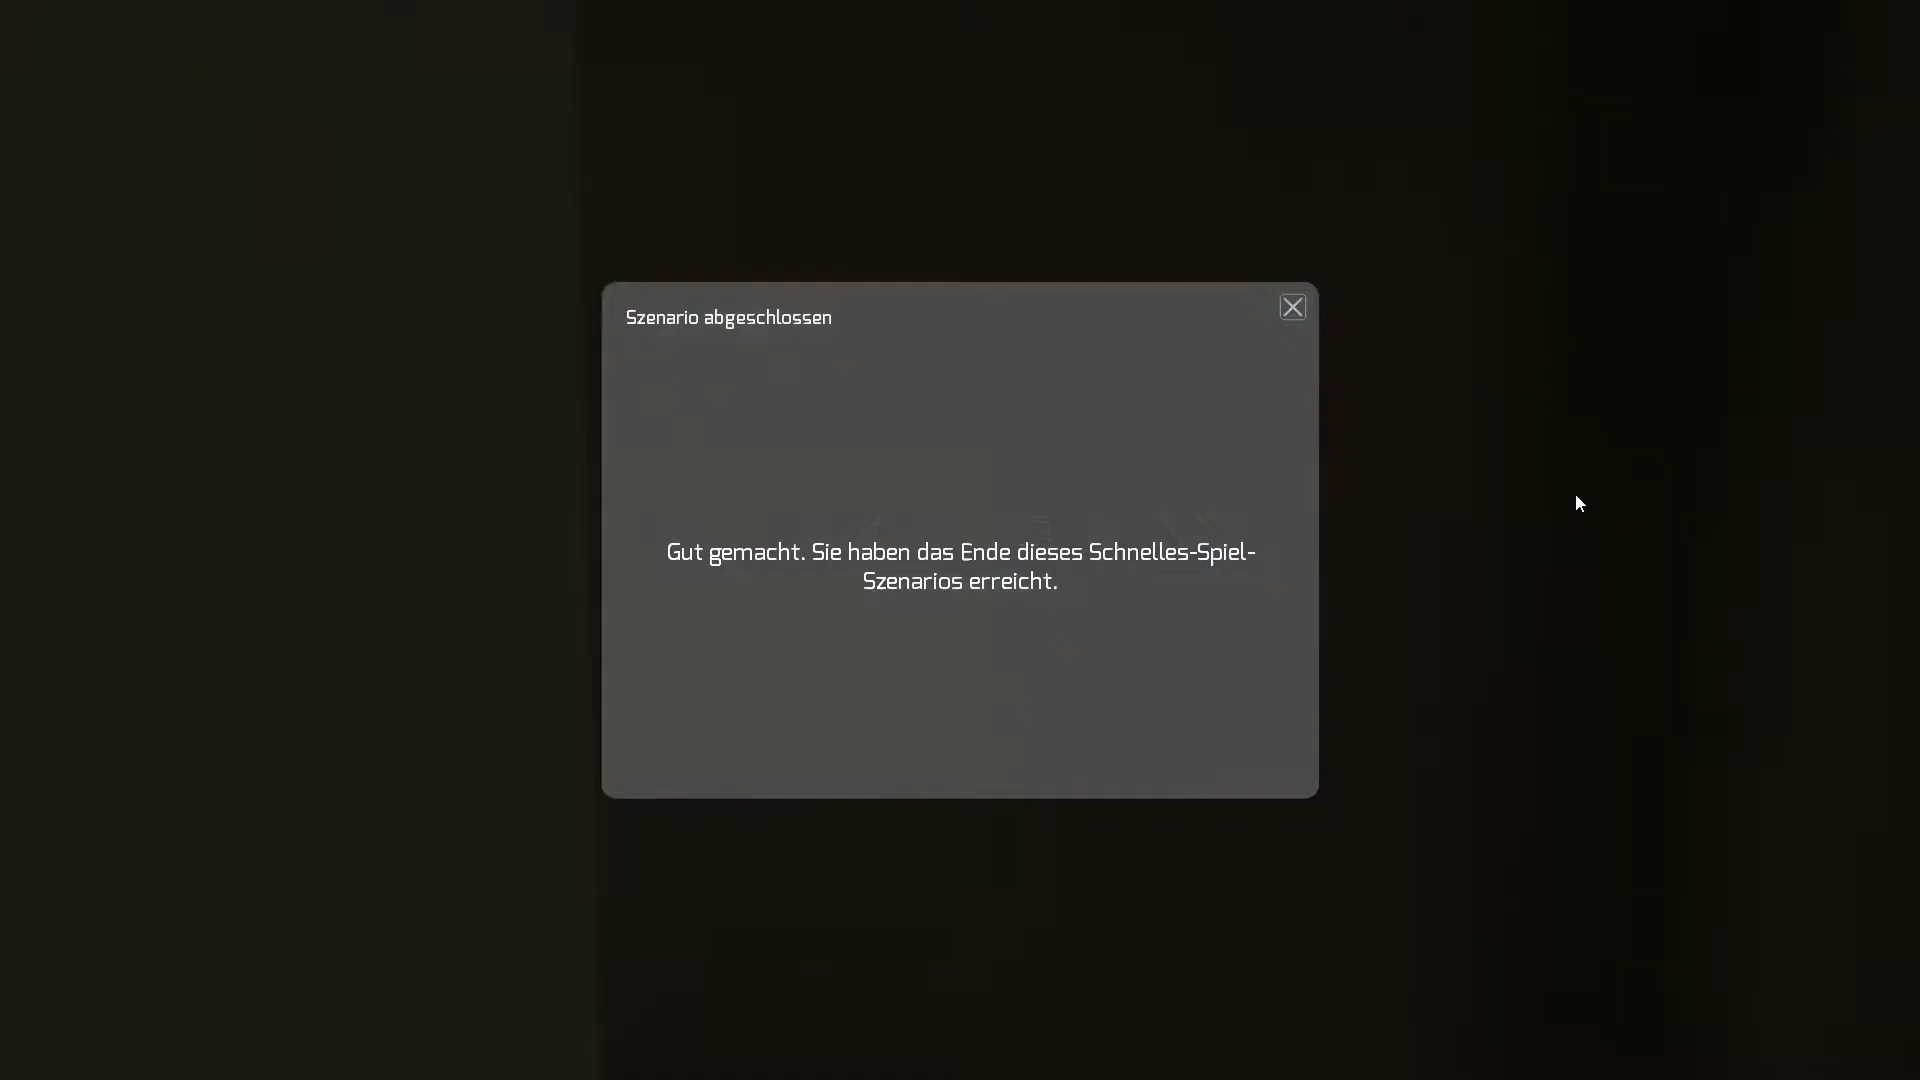 Szenario abgeschlossen
Gut gemacht. Sie haben das Ende dieses Schnelles-Spiel-
Szenarios erreicht.